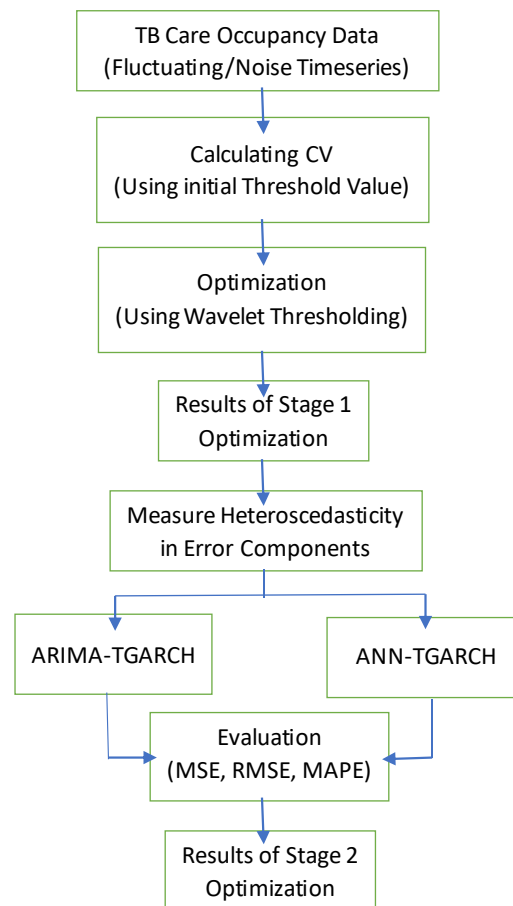 TB Care Occupancy Data
(Fluctuating/Noise Timeseries)
Calculating CV
(Using initial Threshold Value)
Optimization
(Using Wavelet Thresholding)
Results of Stage 1
Optimization
Measure Heteroscedasticity
in Error Components
ARIMA-TGARCH
ANN-TGARCH
Evaluation
(MSE, RMSE, MAPE)
Results of Stage 2
Optimization